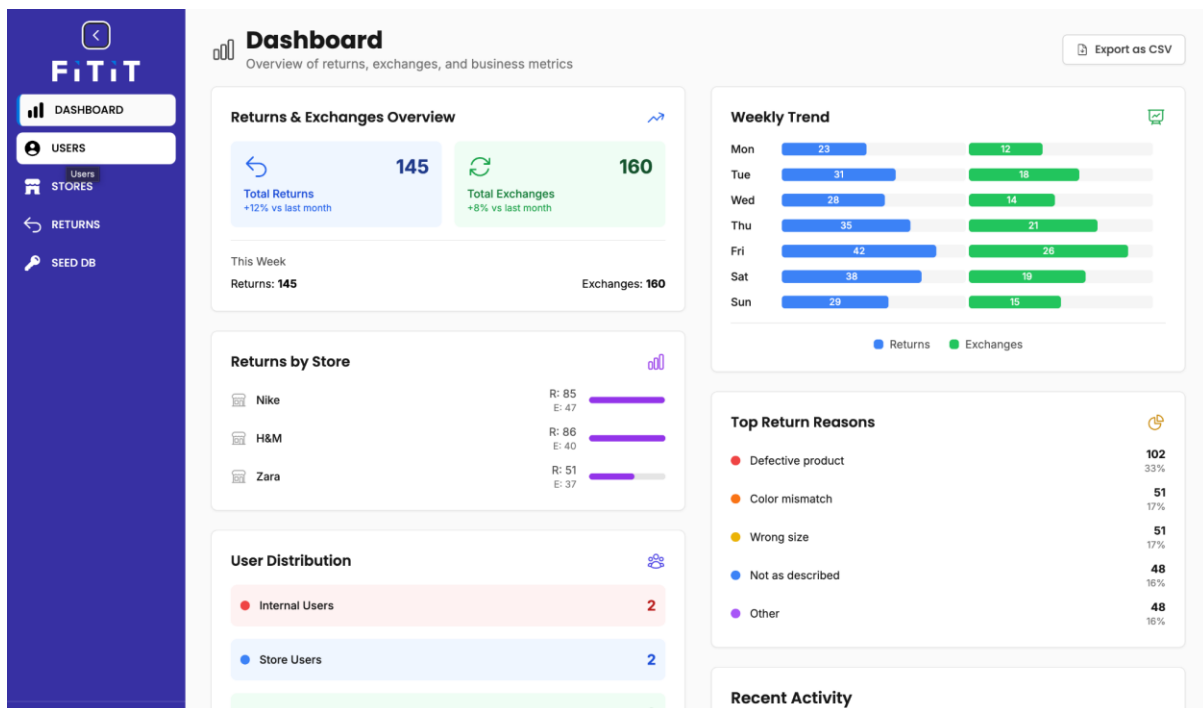 FiTiT
DASHBOARD
USERS
Users
STORES
RETURNS
SEED DB
Dashboard
Overview of returns, exchanges, and business metrics
Export as CSV
Returns & Exchanges Overview
145
Total Returns
+12% vs last month
160
Total Exchanges
+8% vs last month
This Week
Returns: 145
Exchanges: 160
Returns by Store
Nike
R: 85
E: 47
H&M
R: 86
E: 40
Zara
R: 51
E: 37
User Distribution
Internal Users
2
Store Users
2
Weekly Trend
Mon 23 12
Tue 31 18
Wed 28 14
Thu 35 21
Fri 42 26
Sat 38 19
Sun 29 15
Returns Exchanges
Top Return Reasons
Defective product
102
33%
Color mismatch
51
17%
Wrong size
51
17%
Not as described
48
16%
Other
48
16%
Recent Activity